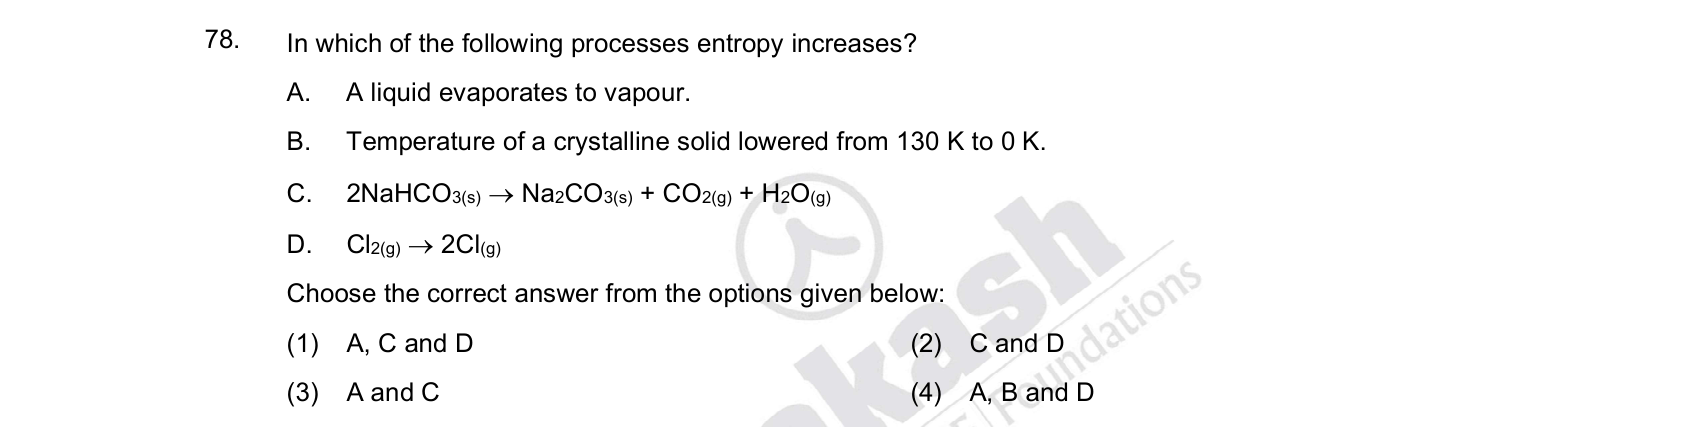 78. In which of the following processes entropy increases?
A. A liquid evaporates to vapour.
B. Temperature of a crystalline solid lowered from 130 K to 0 K.
C. 2NaHCO3(s) → Na2CO3(s) + CO2(g) + H2O(g)
D. Cl2(g) → 2Cl(g)
Choose the correct answer from the options given below:
(1) A, C and D (2) C and D
(3) A and C (4) A, B and D
kash
Foundations